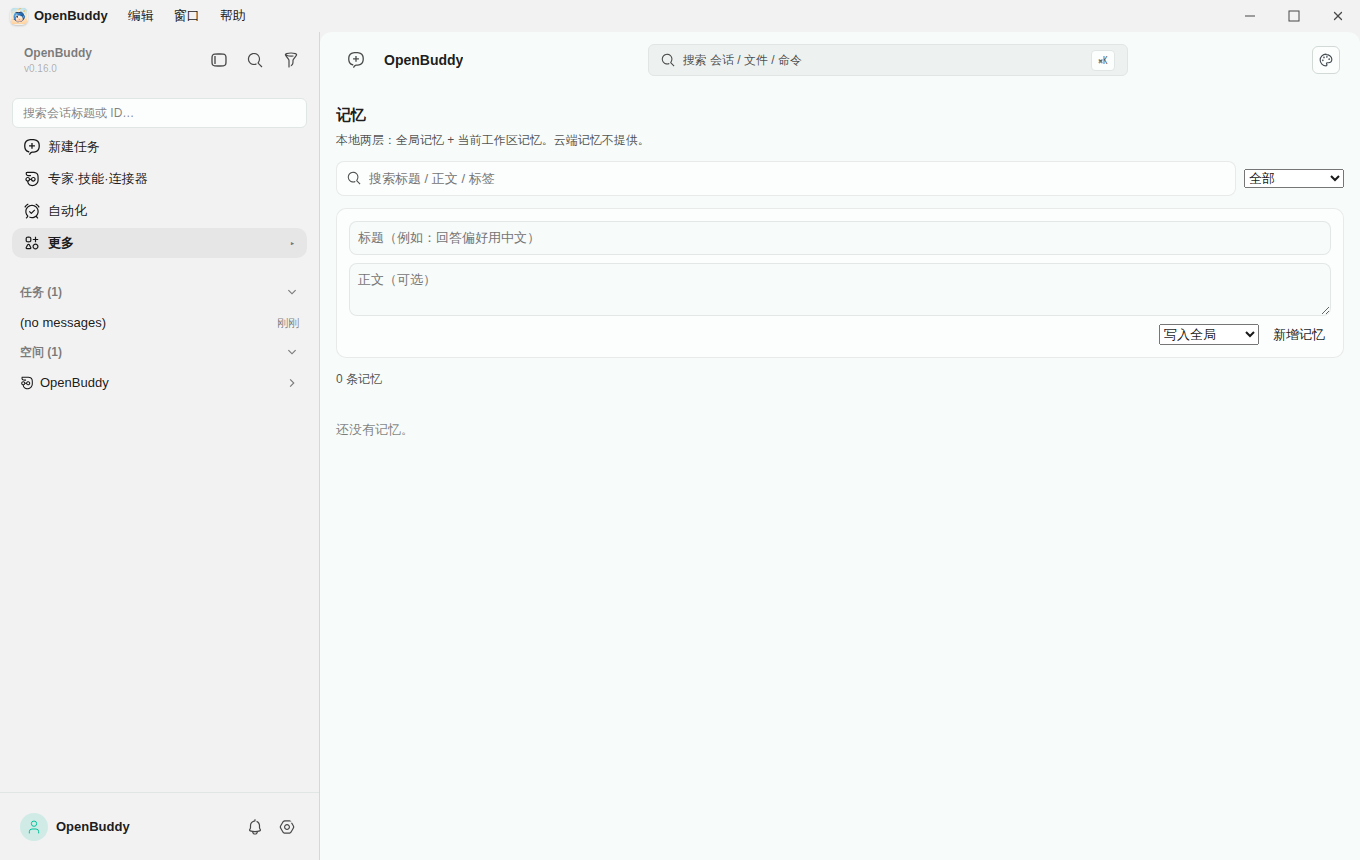 OpenBuddy 编辑 窗口 帮助
OpenBuddy
v0.16.0
搜索会话标题或 ID…
新建任务
专家·技能·连接器
自动化
更多
任务 (1)
(no messages) 刚刚
空间 (1)
OpenBuddy
OpenBuddy
OpenBuddy
搜索 会话 / 文件 / 命令 ⌘K
记忆
本地两层：全局记忆 + 当前工作区记忆。云端记忆不提供。
搜索标题 / 正文 / 标签 全部
标题（例如：回答偏好用中文）
正文（可选）
写入全局 新增记忆
0 条记忆
还没有记忆。